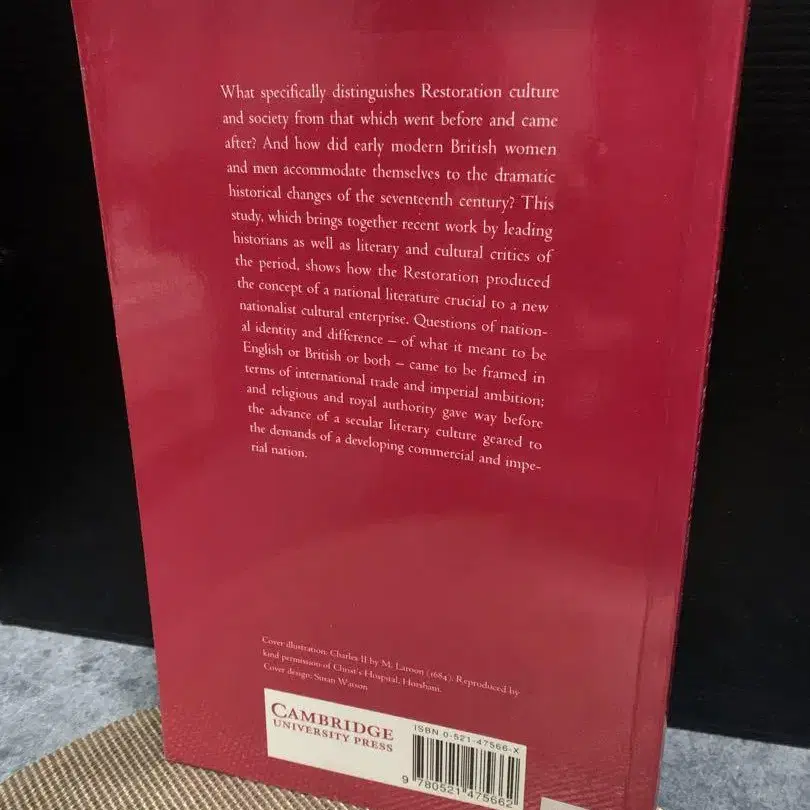 What specifically distinguishes Restoration culture
and society from that which went before and came
after? And how did early modern British women
and men accommodate themselves to the dramatic
historical changes of the seventeenth century? This
study, which brings together recent work by leading
historians as well as literary and cultural critics of
the period, shows how the Restoration produced
the concept of a national literature crucial to a new
nationalist cultural enterprise. Questions of nation-
al identity and difference – of what it meant to be
English or British or both – came to be framed in
terms of international trade and imperial ambition;
and religious and royal authority gave way before
the advance of a secular literary culture geared to
the demands of a developing commercial and impe-
rial nation.
Cover illustration: Charles II by M. Laroon (1684). Reproduced by
kind permission of Christ's Hospital, Horsham.
Cover design: Susan Watson
CAMBRIDGE
UNIVERSITY PRESS
ISBN 0-521-47566-X
9 780521 475662